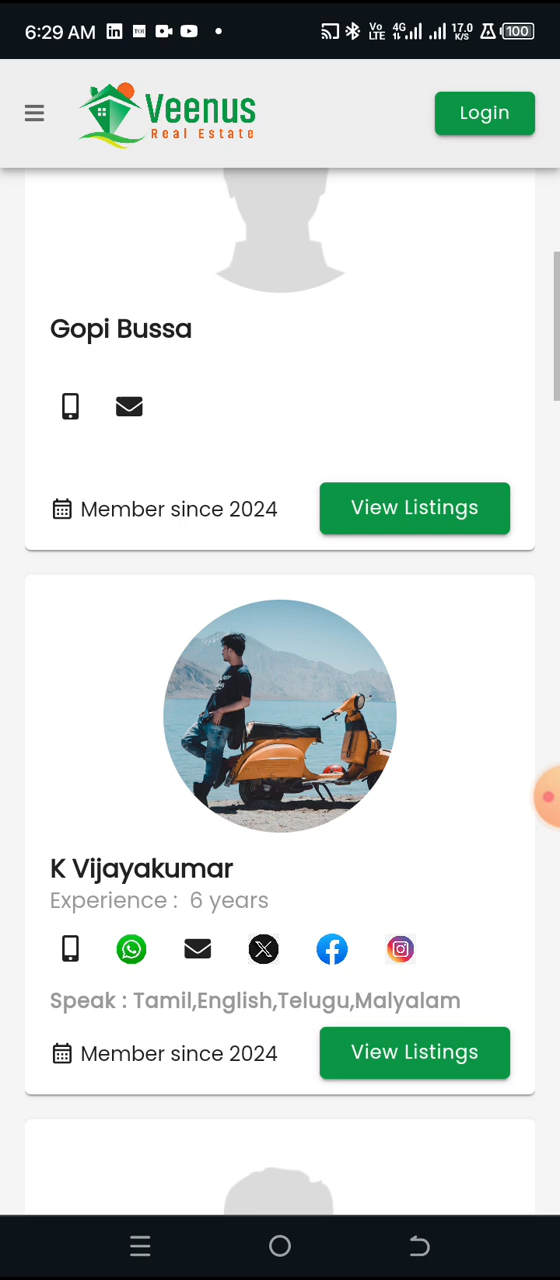 6:29 AM
Vo LTE 4G 17.0 K/S 100
Veenus
Real Estate
Login
Gopi Bussa
Member since 2024
View Listings
K Vijayakumar
Experience : 6 years
Speak : Tamil,English,Telugu,Malyalam
Member since 2024
View Listings